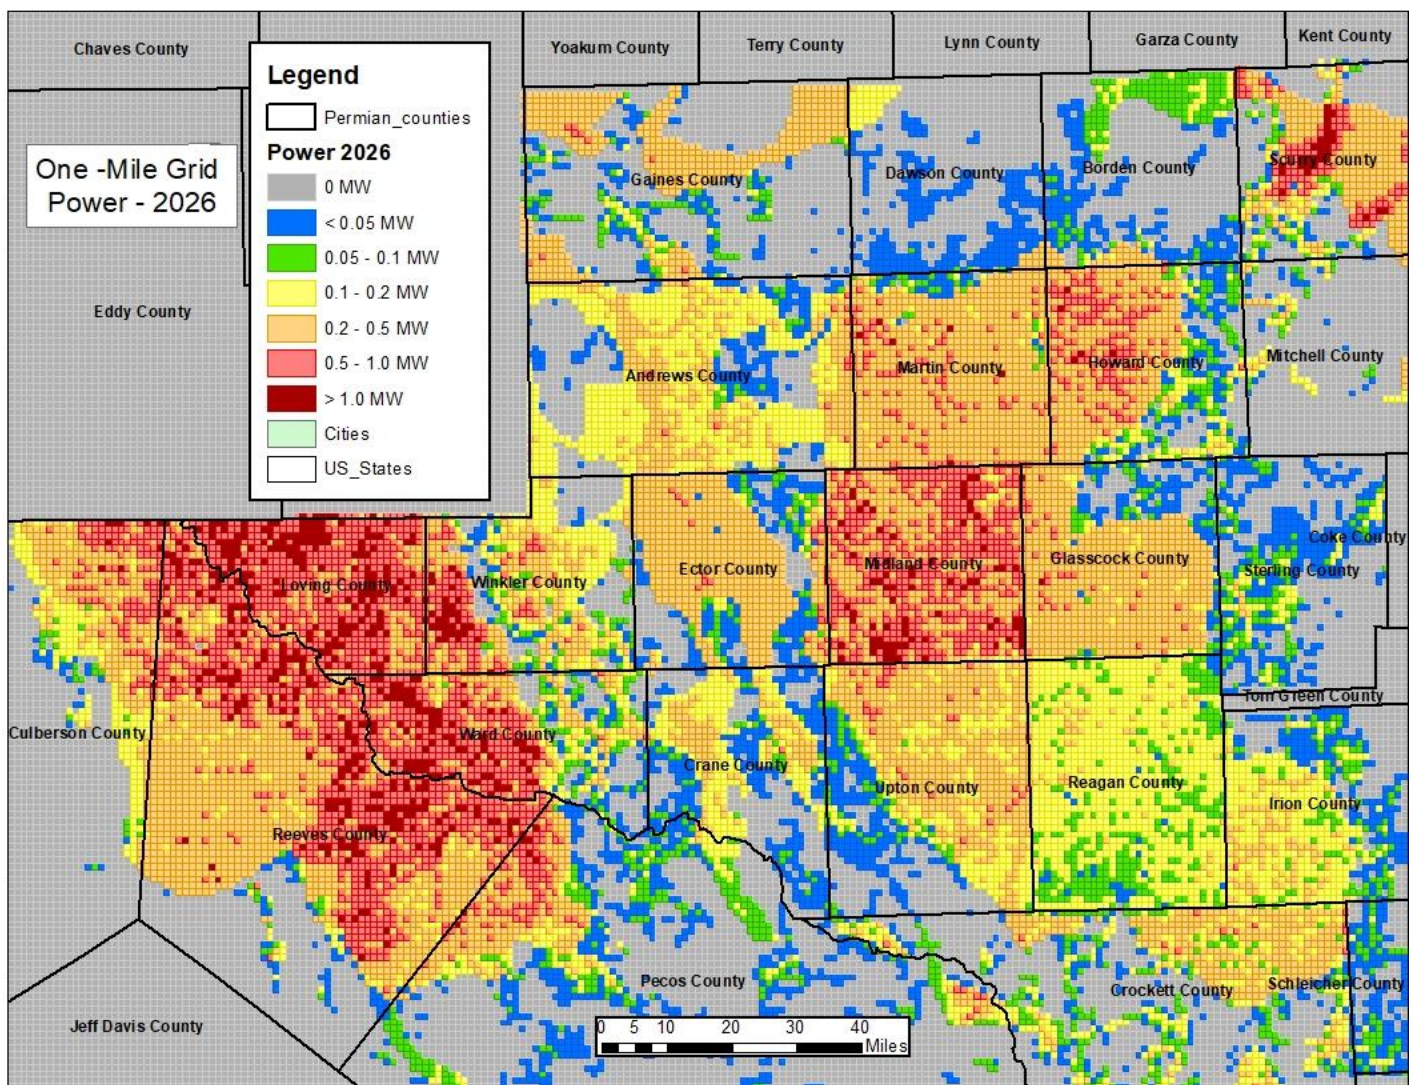 Chaves County
Yoakum County
Terry County
Lynn County
Garza County
Kent County
Legend
Permian_counties
Power 2026
0 MW
< 0.05 MW
0.05 - 0.1 MW
0.1 - 0.2 MW
0.2 - 0.5 MW
0.5 - 1.0 MW
> 1.0 MW
Cities
US_States
One -Mile Grid
Power - 2026
Gaines County
Dawson County
Borden County
Scurry County
Eddy County
Andrews County
Martin County
Howard County
Mitchell County
Loving County
Winkler County
Ector County
Midland County
Glasscock County
Coke County
Sterling County
Tom Green County
Culberson County
Ward County
Crane County
Upton County
Reagan County
Irion County
Reeves County
Pecos County
Crockett County
Schleicher County
Jeff Davis County
0 5 10 20 30 40
Miles